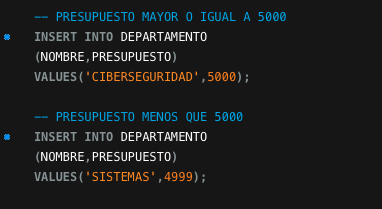 -- PRESUPUESTO MAYOR O IGUAL A 5000
INSERT INTO DEPARTAMENTO
(NOMBRE,PRESUPUESTO)
VALUES('CIBERSEGURIDAD',5000);
-- PRESUPUESTO MENOS QUE 5000
INSERT INTO DEPARTAMENTO
(NOMBRE,PRESUPUESTO)
VALUES('SISTEMAS',4999);